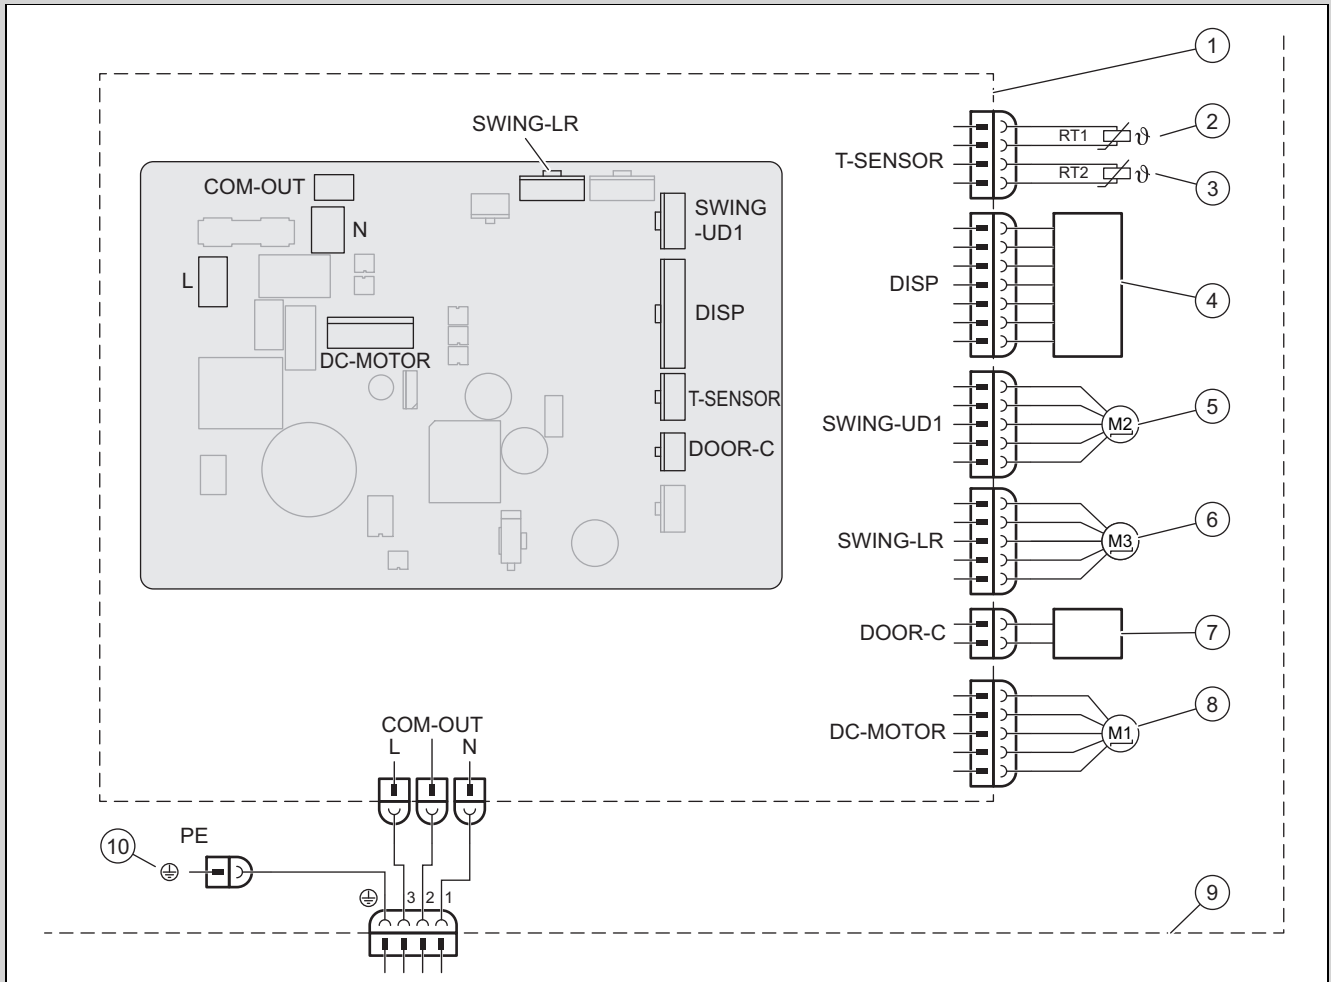 1
SWING-LR
RT1 ϑ
2
T-SENSOR
COM-OUT
RT2 ϑ
3
N
SWING
-UD1
L
DISP
4
DISP
DC-MOTOR
T-SENSOR
SWING-UD1
M2
5
DOOR-C
SWING-LR
M3
6
DOOR-C
7
COM-OUT
L
N
DC-MOTOR
M1
8
PE
10
3 2 1
9